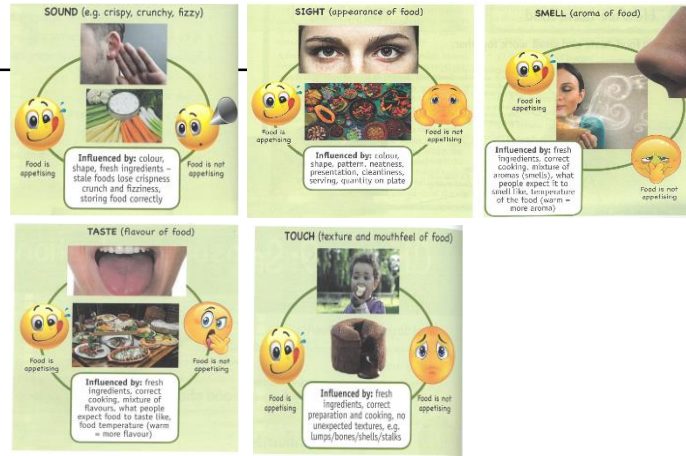 SOUND (e.g. crispy, crunchy, fizzy)
Food is
appetising
Food is not
appetising
Influenced by: colour,
shape, fresh ingredients –
stale foods lose crispness
crunch and fizziness,
storing food correctly
SIGHT (appearance of food)
Food is
appetising
Food is not
appetising
Influenced by: colour,
shape, pattern, neatness,
presentation, cleanliness,
serving, quantity on plate
SMELL (aroma of food)
Food is
appetising
Food is not
appetising
Influenced by: fresh
ingredients, correct
cooking, mixture of
aromas (smells), what
people expect it to
smell like, temperature
of the food (warm =
more aroma)
TASTE (flavour of food)
Food is
appetising
Food is not
appetising
Influenced by: fresh
ingredients, correct
cooking, mixture of
flavours, what people
expect food to taste like,
food temperature (warm
= more flavour)
TOUCH (texture and mouthfeel of food)
Food is
appetising
Food is not
appetising
Influenced by: fresh
ingredients, correct
preparation and cooking, no
unexpected textures, e.g.
lumps/bones/shells/stalks